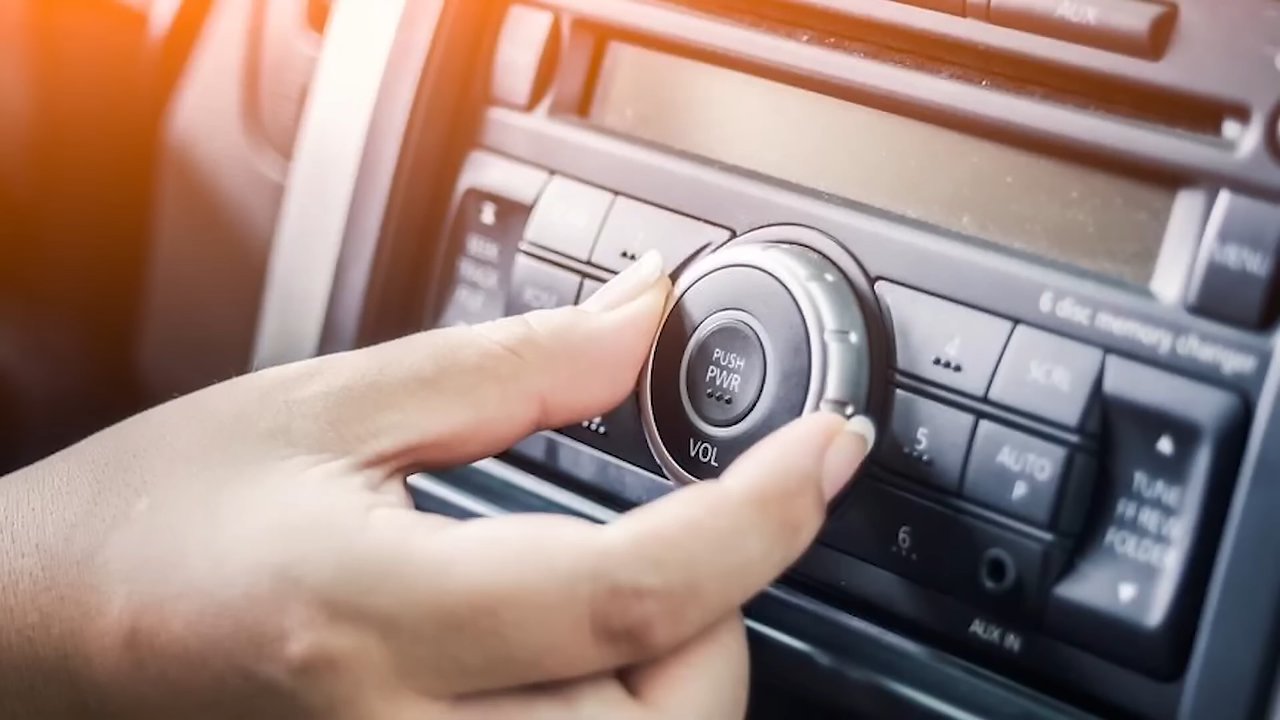 AUX
MENU
6 disc memory changer
4
SCRL
PUSH
PWR
VOL
5
AUTO
P
TUNE
FF REW
FOLDER
6
AUX IN